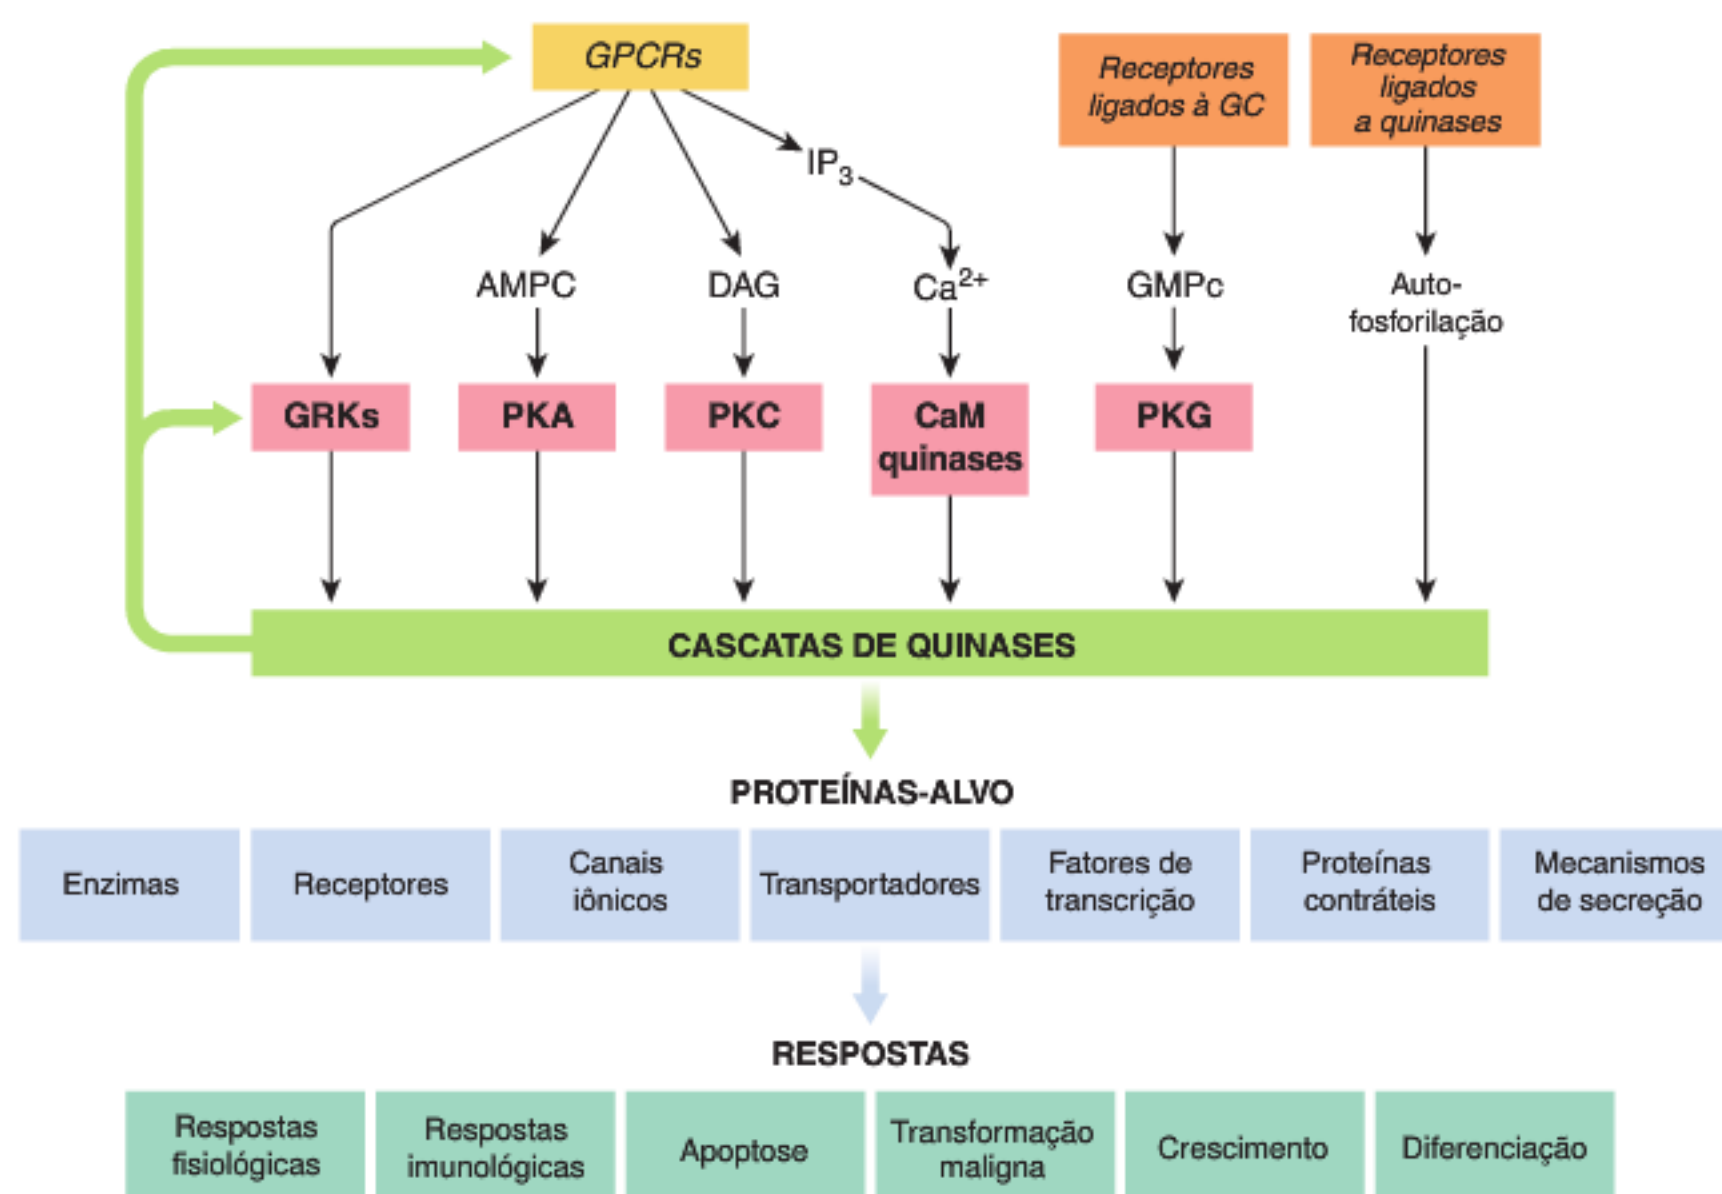 GPCRs
Receptores
ligados à GC
Receptores
ligados
a quinases
IP3
AMPC
DAG
Ca2+
GMPc
Auto-
fosforilação
GRKs
PKA
PKC
CaM
quinases
PKG
CASCATAS DE QUINASES
PROTEÍNAS-ALVO
Enzimas
Receptores
Canais
iônicos
Transportadores
Fatores de
transcrição
Proteínas
contráteis
Mecanismos
de secreção
RESPOSTAS
Respostas
fisiológicas
Respostas
imunológicas
Apoptose
Transformação
maligna
Crescimento
Diferenciação